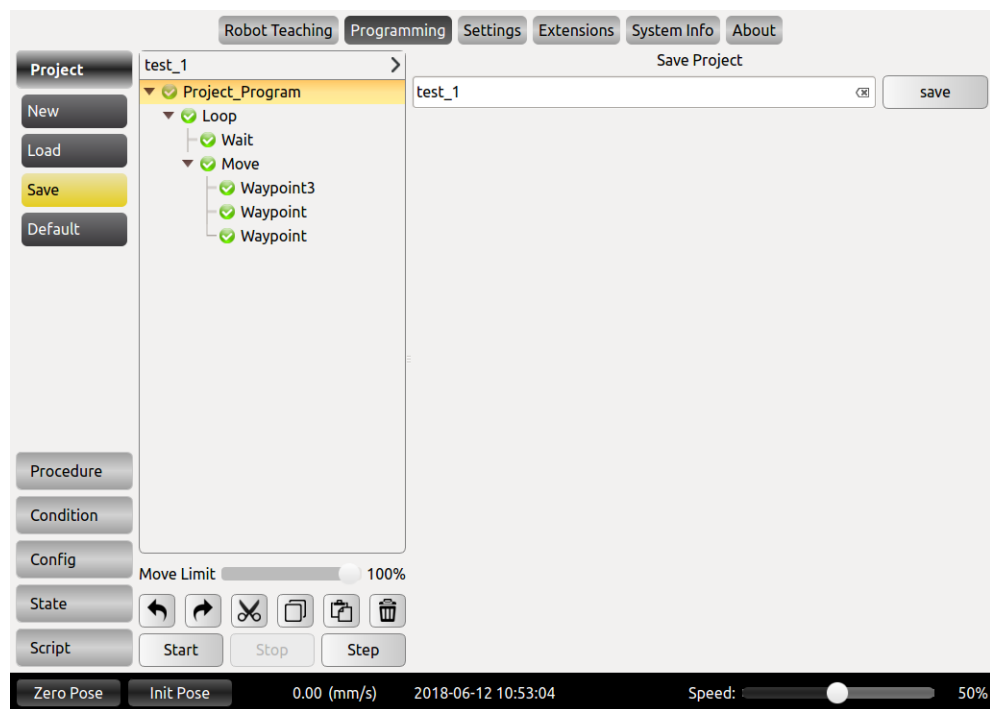 Robot Teaching Programming Settings Extensions System Info About
Project
New
Load
Save
Default
Procedure
Condition
Config
State
Script
test_1
Project_Program
Loop
Wait
Move
Waypoint3
Waypoint
Waypoint
Move Limit 100%
Start Stop Step
Save Project
test_1 save
Zero Pose Init Pose 0.00 (mm/s) 2018-06-12 10:53:04 Speed: 50%